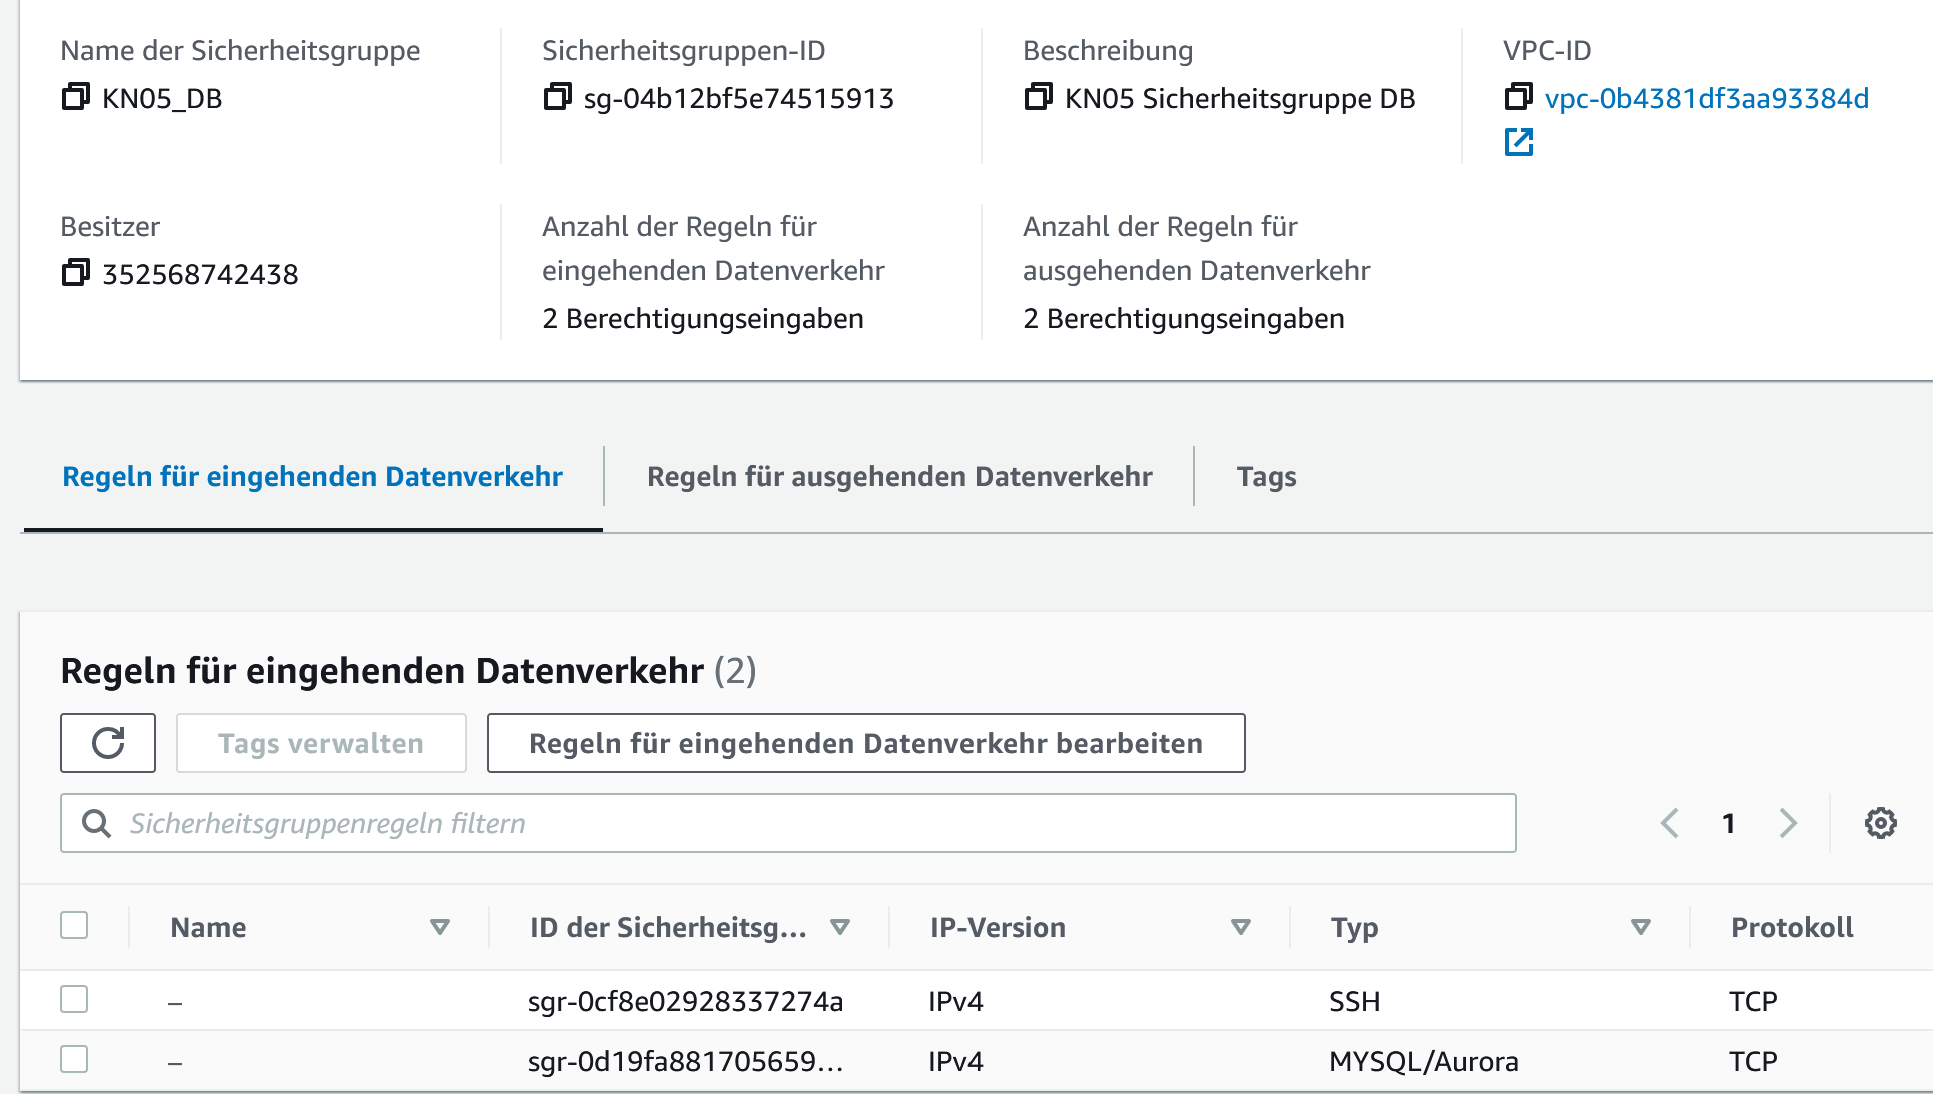 Name der Sicherheitsgruppe
KN05_DB
Sicherheitsgruppen-ID
sg-04b12bf5e74515913
Beschreibung
KN05 Sicherheitsgruppe DB
VPC-ID
vpc-0b4381df3aa93384d
Besitzer
352568742438
Anzahl der Regeln für
eingehenden Datenverkehr
2 Berechtigungseingaben
Anzahl der Regeln für
ausgehenden Datenverkehr
2 Berechtigungseingaben
Regeln für eingehenden Datenverkehr
Regeln für ausgehenden Datenverkehr
Tags
Regeln für eingehenden Datenverkehr (2)
Tags verwalten
Regeln für eingehenden Datenverkehr bearbeiten
Sicherheitsgruppenregeln filtern
1
Name ID der Sicherheitsg... IP-Version Typ Protokoll
– sgr-0cf8e02928337274a IPv4 SSH TCP
– sgr-0d19fa881705659... IPv4 MYSQL/Aurora TCP